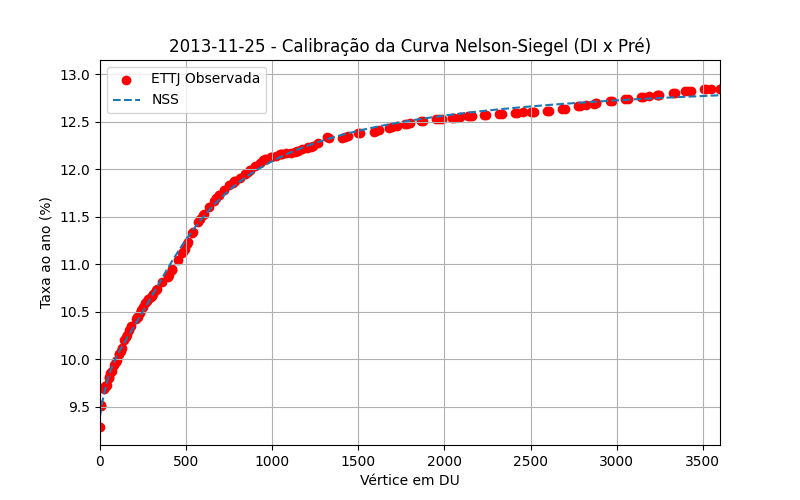 2013-11-25 - Calibração da Curva Nelson-Siegel (DI x Pré)
ETTJ Observada
NSS
Taxa ao ano (%)
13.0
12.5
12.0
11.5
11.0
10.5
10.0
9.5
0 500 1000 1500 2000 2500 3000 3500
Vértice em DU